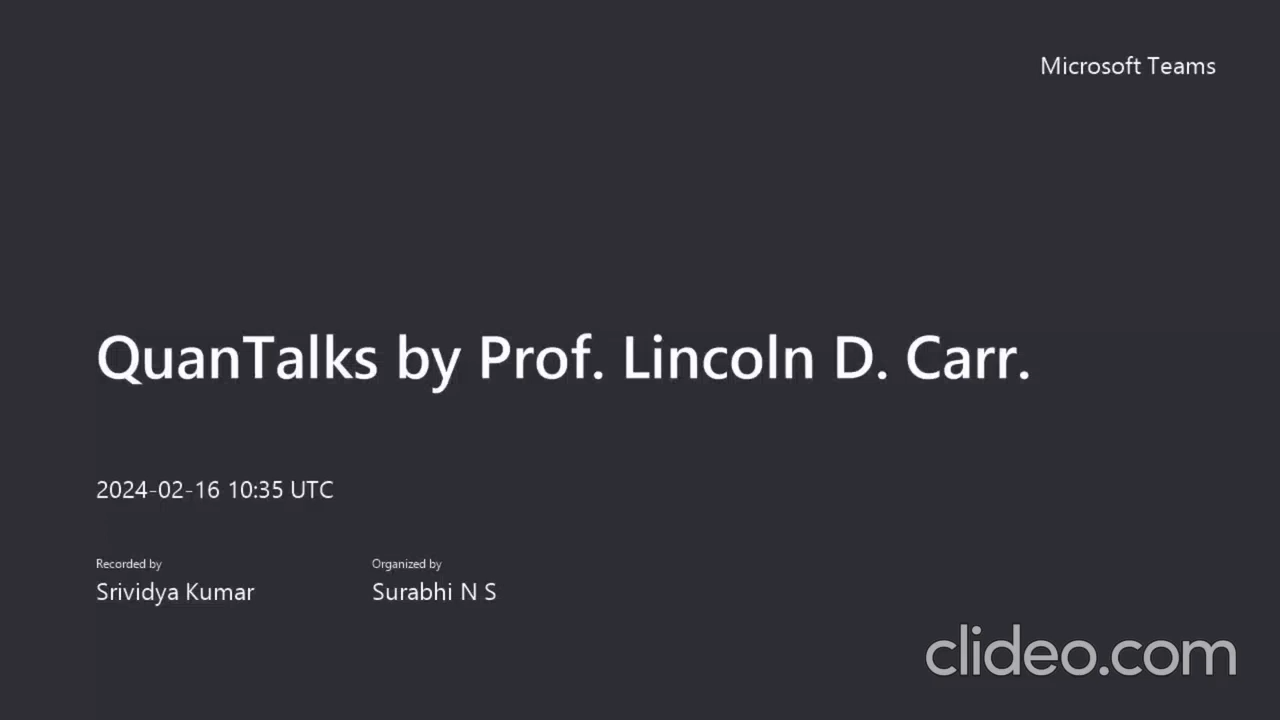 Microsoft Teams
QuanTalks by Prof. Lincoln D. Carr.
2024-02-16 10:35 UTC
Recorded by
Srividya Kumar
Organized by
Surabhi N S
clideo.com